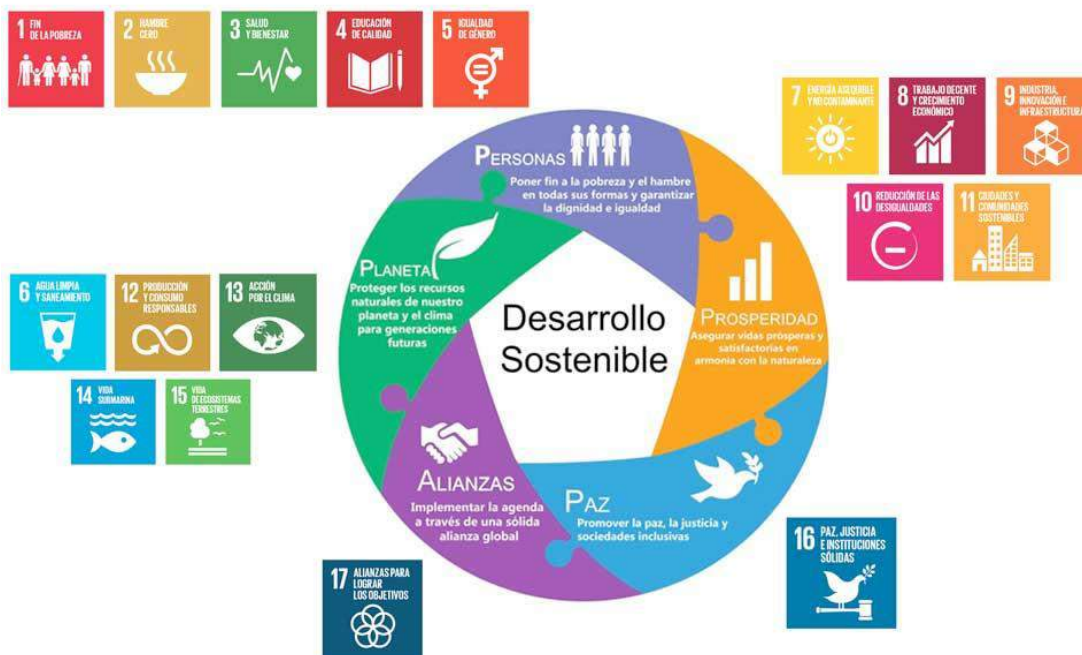 1 FIN
DE LA POBREZA
2 HAMBRE
CERO
3 SALUD
Y BIENESTAR
4 EDUCACIÓN
DE CALIDAD
5 IGUALDAD
DE GÉNERO
7 ENERGÍA ASEQUIBLE
Y NO CONTAMINANTE
8 TRABAJO DECENTE
Y CRECIMIENTO
ECONÓMICO
9 INDUSTRIA,
INNOVACIÓN E
INFRAESTRUCTURA
10 REDUCCIÓN DE LAS
DESIGUALDADES
11 CIUDADES Y
COMUNIDADES
SOSTENIBLES
6 AGUA LIMPIA
Y SANEAMIENTO
12 PRODUCCIÓN
Y CONSUMO
RESPONSABLES
13 ACCIÓN
POR EL CLIMA
14 VIDA
SUBMARINA
15 VIDA
DE ECOSISTEMAS
TERRESTRES
PERSONAS
Poner fin a la pobreza y el hambre
en todas sus formas y garantizar
la dignidad e igualdad
PLANETA
Proteger los recursos
naturales de nuestro
planeta y el clima
para generaciones
futuras
Desarrollo
Sostenible
PROSPERIDAD
Asegurar vidas prósperas y
satisfactorias en
armonía con la naturaleza
ALIANZAS
Implementar la agenda
a través de una sólida
alianza global
PAZ
Promover la paz, la justicia y
sociedades inclusivas
17 ALIANZAS PARA
LOGRAR
LOS OBJETIVOS
16 PAZ, JUSTICIA
E INSTITUCIONES
SÓLIDAS